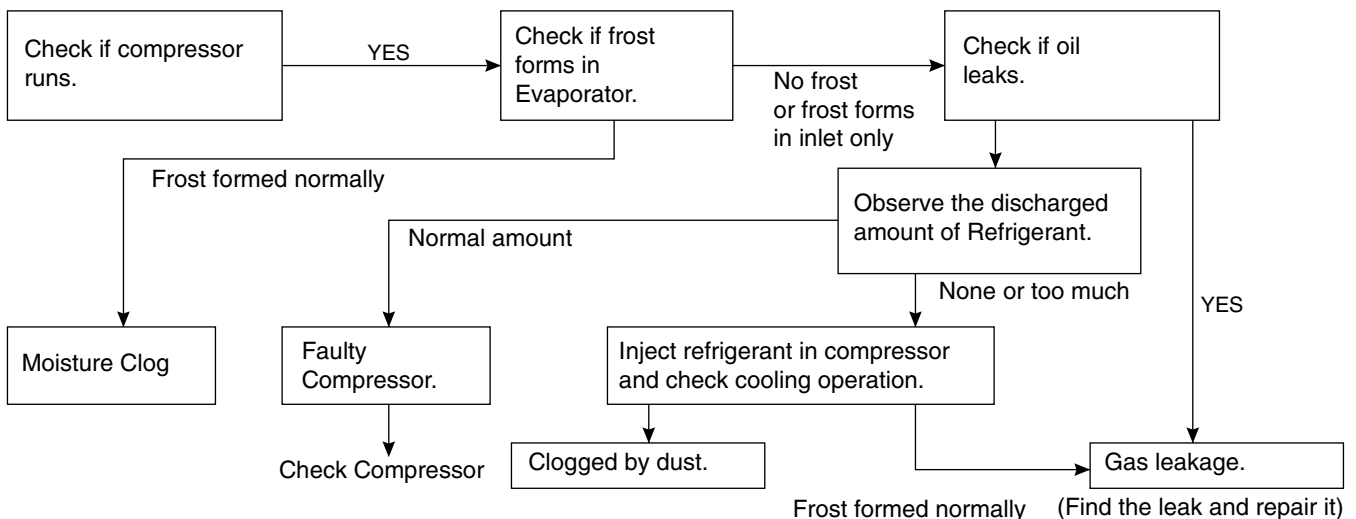 Check if compressor
runs.
YES
Check if frost
forms in
Evaporator.
No frost
or frost forms
in inlet only
Check if oil
leaks.
Frost formed normally
Observe the discharged
amount of Refrigerant.
Normal amount
None or too much
YES
Moisture Clog
Faulty
Compressor.
Inject refrigerant in compressor
and check cooling operation.
Check Compressor
Clogged by dust.
Gas leakage.
Frost formed normally
(Find the leak and repair it)